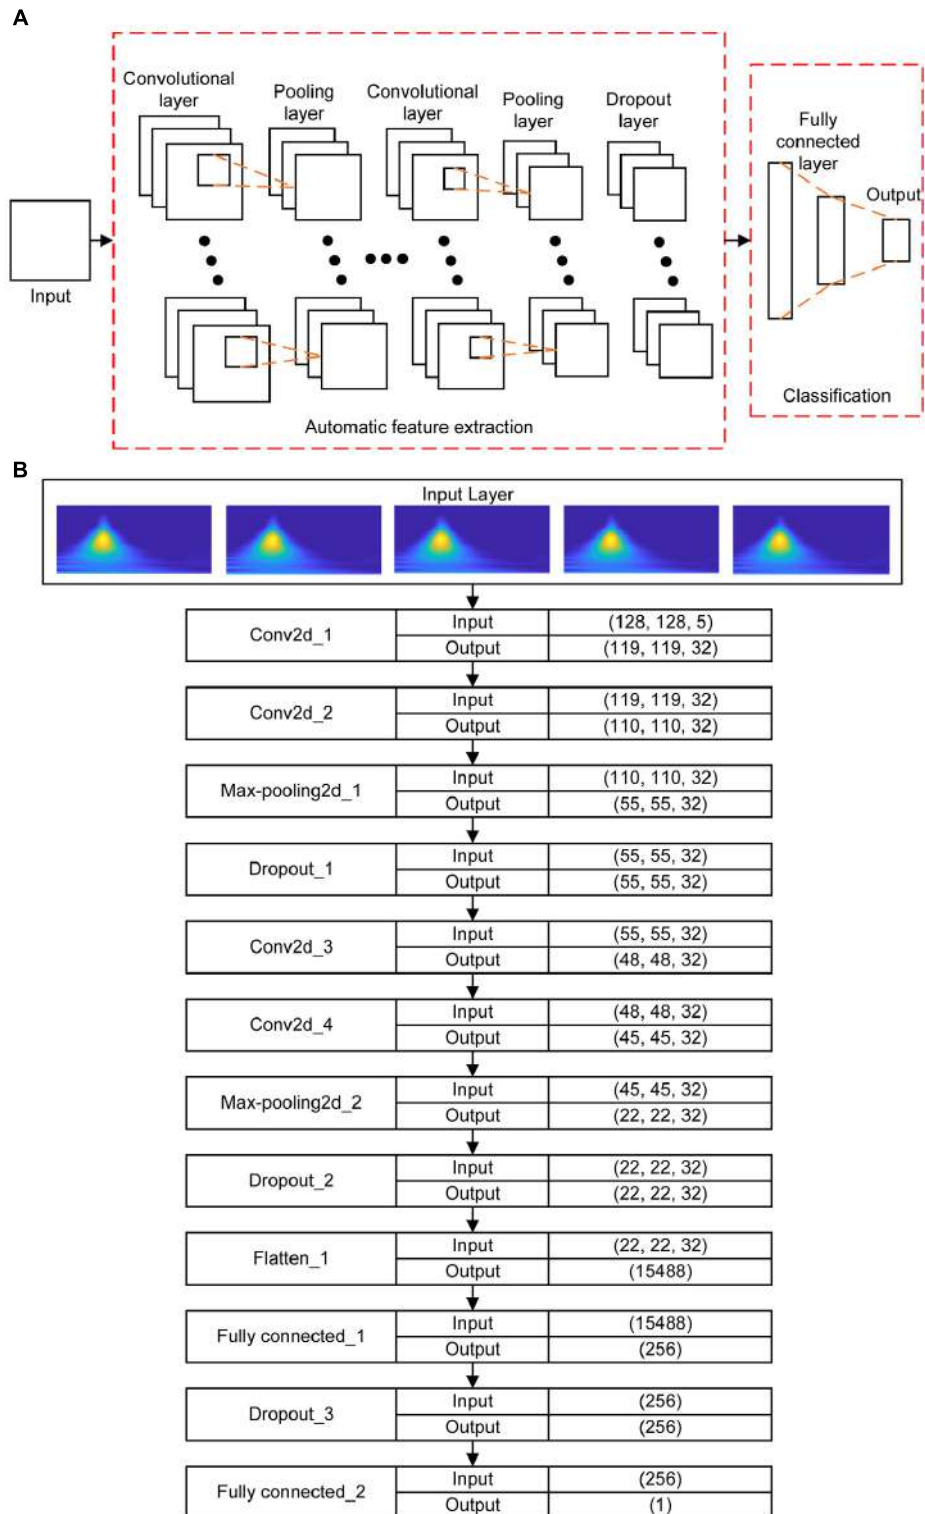 A
Convolutional
layer
Pooling
layer
Convolutional
layer
Pooling
layer
Dropout
layer
Fully
connected
layer
Output
Input
Automatic feature extraction
Classification
B
Input Layer
Conv2d_1
Input
(128, 128, 5)
Output
(119, 119, 32)
Conv2d_2
Input
(119, 119, 32)
Output
(110, 110, 32)
Max-pooling2d_1
Input
(110, 110, 32)
Output
(55, 55, 32)
Dropout_1
Input
(55, 55, 32)
Output
(55, 55, 32)
Conv2d_3
Input
(55, 55, 32)
Output
(48, 48, 32)
Conv2d_4
Input
(48, 48, 32)
Output
(45, 45, 32)
Max-pooling2d_2
Input
(45, 45, 32)
Output
(22, 22, 32)
Dropout_2
Input
(22, 22, 32)
Output
(22, 22, 32)
Flatten_1
Input
(22, 22, 32)
Output
(15488)
Fully connected_1
Input
(15488)
Output
(256)
Dropout_3
Input
(256)
Output
(256)
Fully connected_2
Input
(256)
Output
(1)